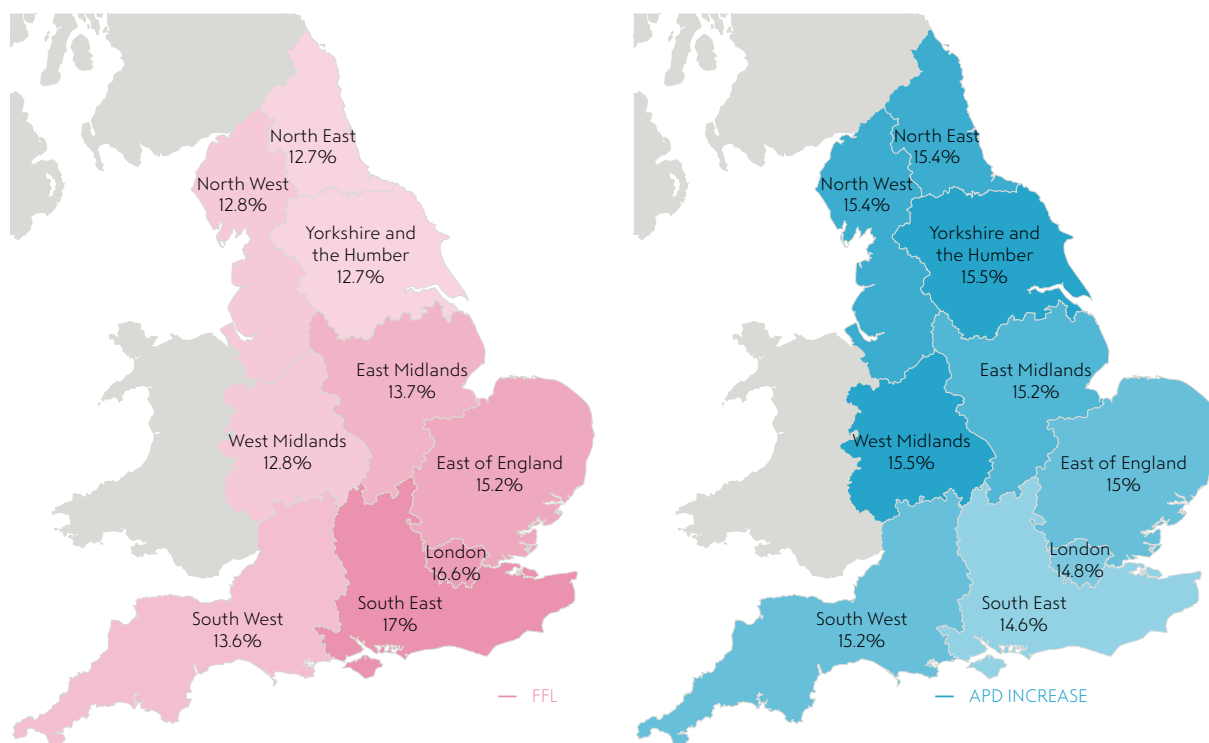 North East
12.7%
North West
12.8%
Yorkshire and
the Humber
12.7%
East Midlands
13.7%
West Midlands
12.8%
East of England
15.2%
London
16.6%
South East
17%
South West
13.6%
FFL
North East
15.4%
North West
15.4%
Yorkshire and
the Humber
15.5%
East Midlands
15.2%
West Midlands
15.5%
East of England
15%
London
14.8%
South East
14.6%
South West
15.2%
APD INCREASE